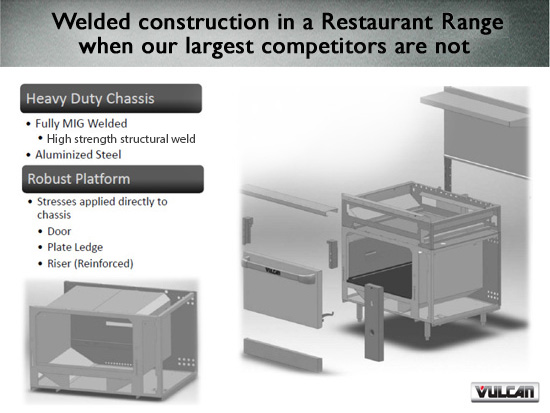 Welded construction in a Restaurant Range
when our largest competitors are not
Heavy Duty Chassis
• Fully MIG Welded
• High strength structural weld
• Aluminized Steel
Robust Platform
• Stresses applied directly to
chassis
• Door
• Plate Ledge
• Riser (Reinforced)
VULCAN
VULCAN